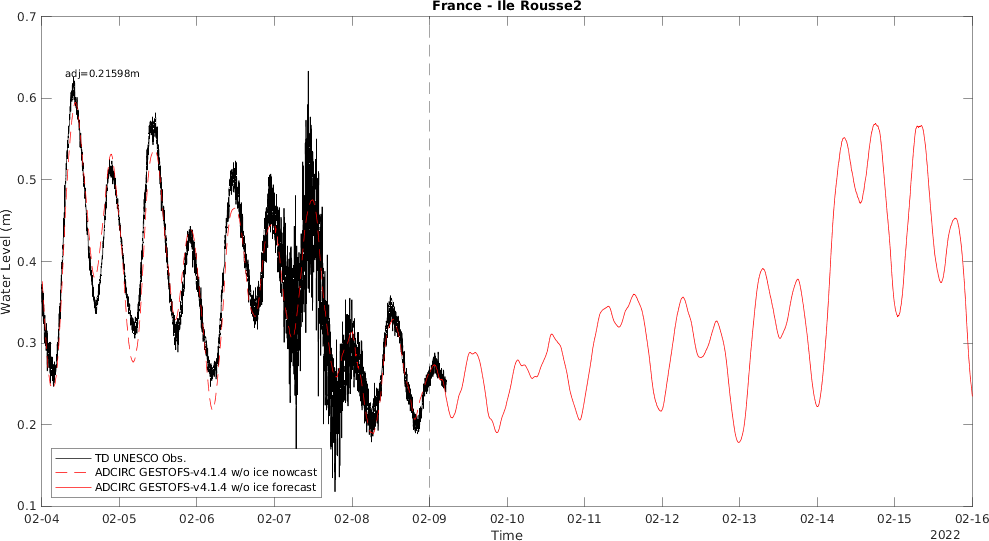 France - Ile Rousse2
adj=0.21598m
Water Level (m)
0.7
0.6
0.5
0.4
0.3
0.2
0.1
TD UNESCO Obs.
ADCIRC GESTOFS-v4.1.4 w/o ice nowcast
ADCIRC GESTOFS-v4.1.4 w/o ice forecast
02-04 02-05 02-06 02-07 02-08 02-09 02-10 02-11 02-12 02-13 02-14 02-15 02-16
Time
2022